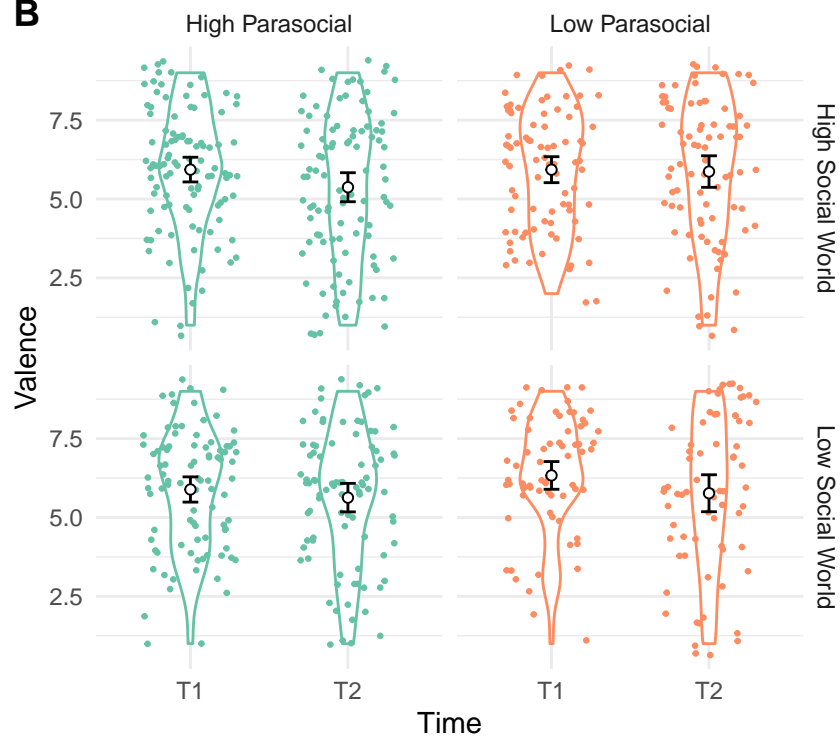 B
High Parasocial
Low Parasocial
7.5
5.0
2.5
High Social World
Valence
7.5
5.0
2.5
Low Social World
T1
T2
T1
T2
Time